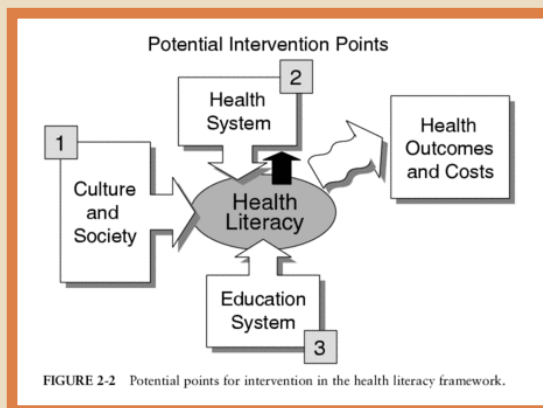 Potential Intervention Points
2
Health
System
1
Culture
and
Society
Health
Literacy
Health
Outcomes
and Costs
Education
System
3
FIGURE 2-2 Potential points for intervention in the health literacy framework.